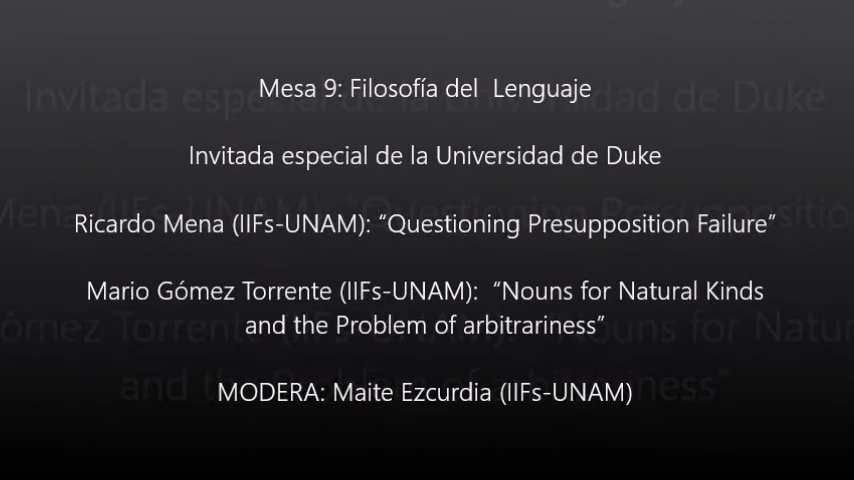 Mesa 9: Filosofía del  Lenguaje
Invitada especial de la Universidad de Duke
Ricardo Mena (IIFs-UNAM): “Questioning Presupposition Failure”
Mario Gómez Torrente (IIFs-UNAM):  “Nouns for Natural Kinds
and the Problem of arbitrariness”
MODERA: Maite Ezcurdia (IIFs-UNAM)